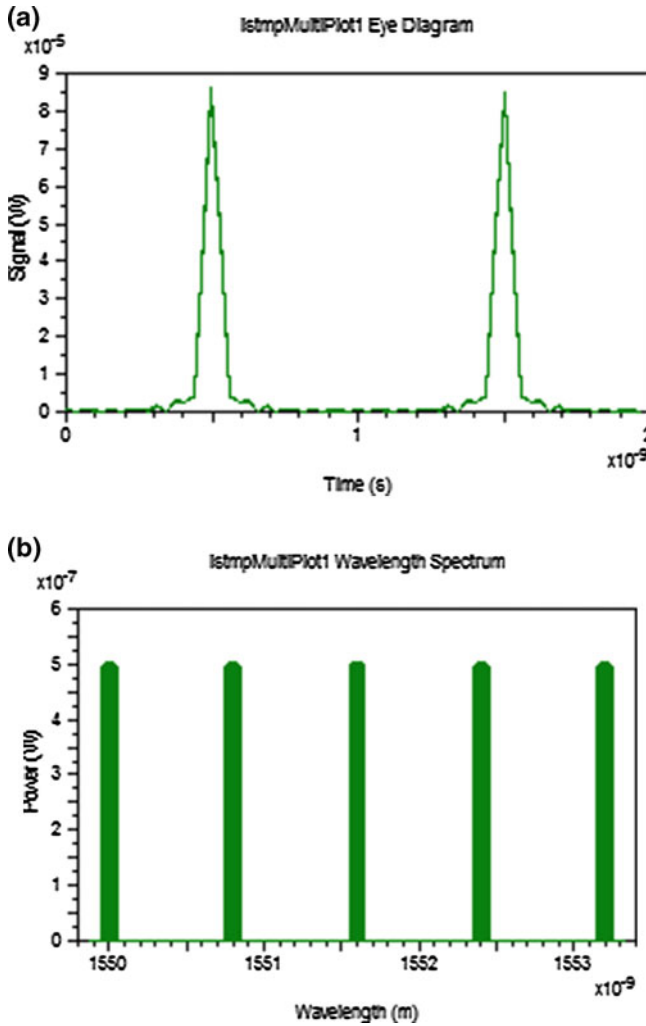 (a)
lstmpMultiPlot1 Eye Diagram
x10-5
9
8
7
6
5
4
3
2
1
0
Signal (W)
0
1
2
x10-9
Time (s)
(b)
lstmpMultiPlot1 Wavelength Spectrum
x10-7
6
5
4
3
2
1
0
Power (W)
1550
1551
1552
1553
x10-9
Wavelength (m)